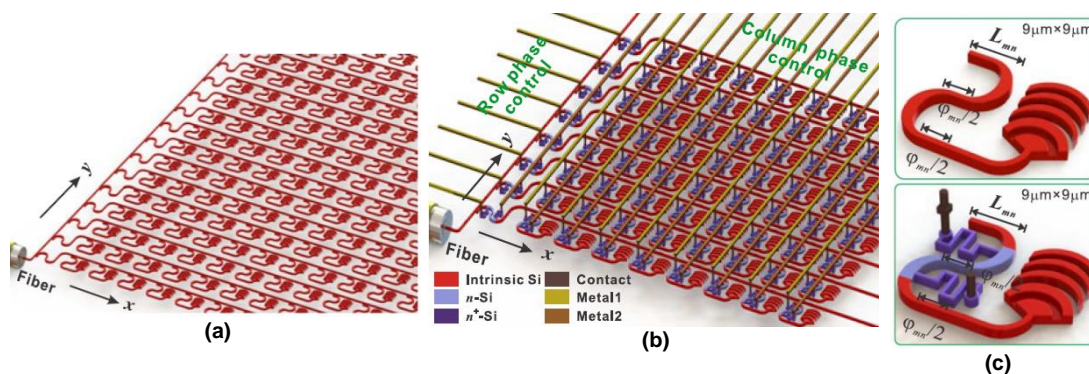 y
x
Fiber
(a)
Row phase
control
Column phase
control
y
x
Fiber
Intrinsic Si
n-Si
n⁺-Si
Contact
Metal1
Metal2
(b)
9μm×9μm
Lₘₙ
φₘₙ/2
φₘₙ/2
9μm×9μm
Lₘₙ
φₘₙ/
φₘₙ/2
(c)